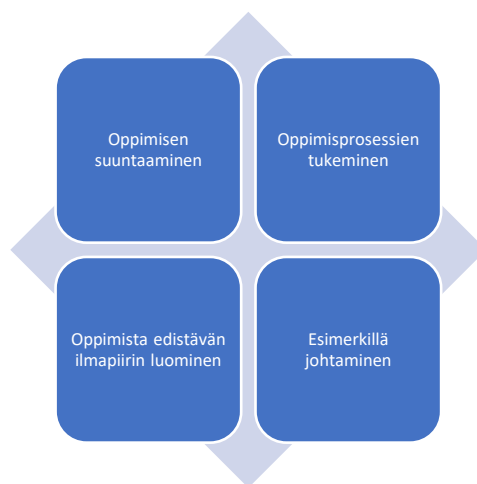 Oppimisen
suuntaaminen
Oppimisprosessien
tukeminen
Oppimista edistävän
ilmapiirin luominen
Esimerkillä
johtaminen